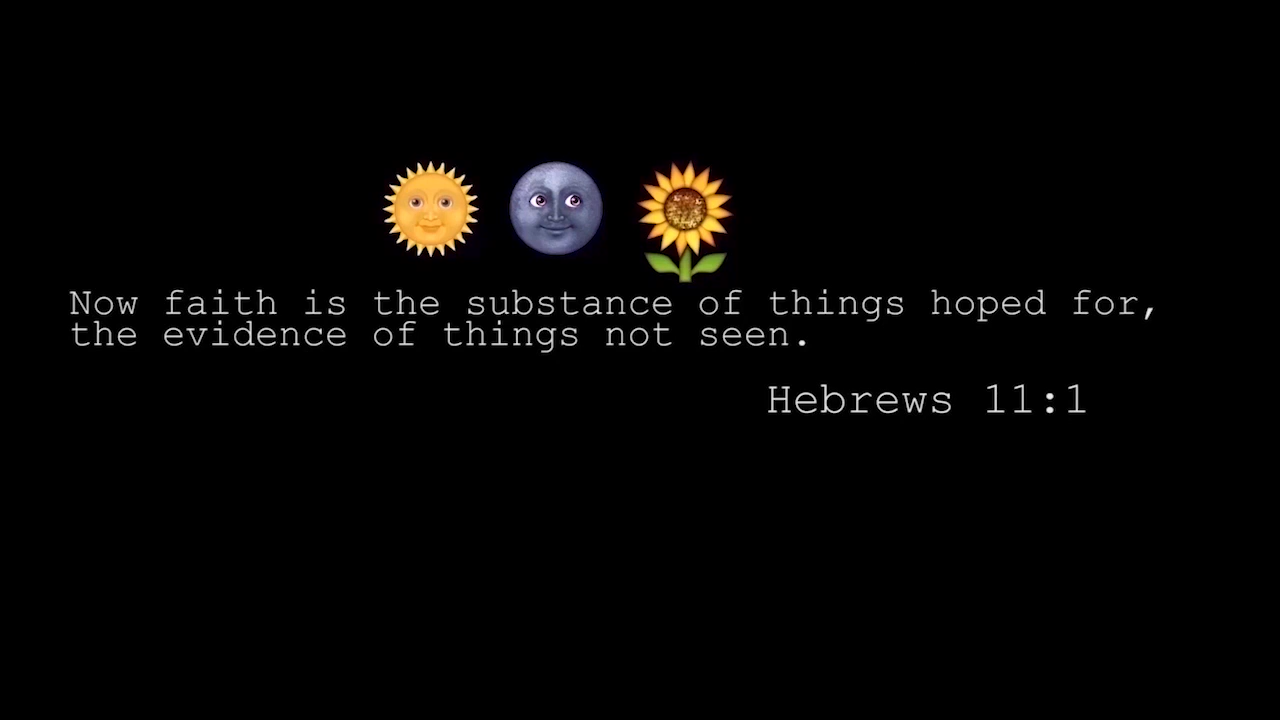 Now faith is the substance of things hoped for,
the evidence of things not seen.
Hebrews 11:1